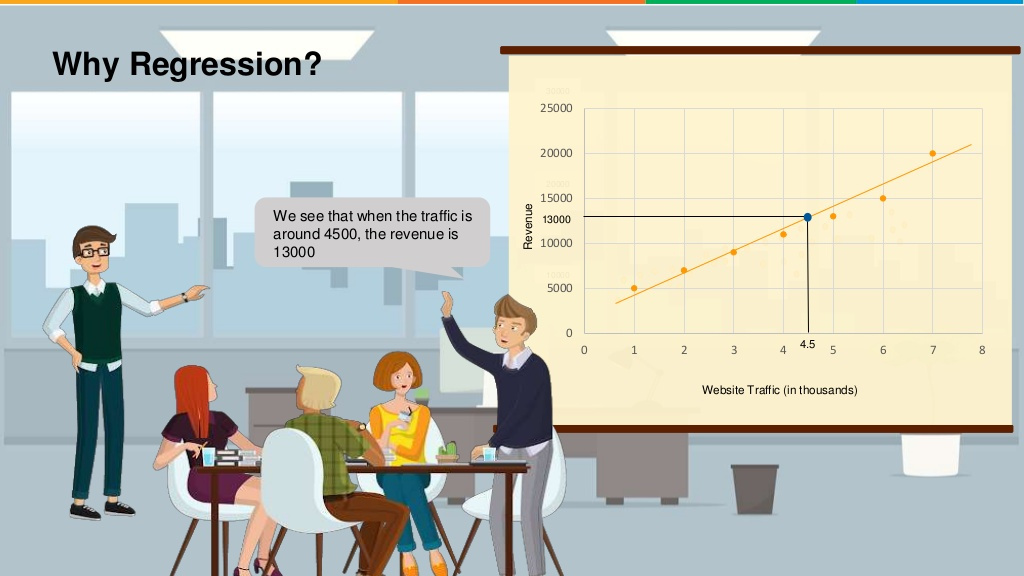 Why Regression?
We see that when the traffic is
around 4500, the revenue is
13000
Revenue
25000
20000
15000
13000
10000
5000
0
0 1 2 3 4 4.5 5 6 7 8
Website Traffic (in thousands)